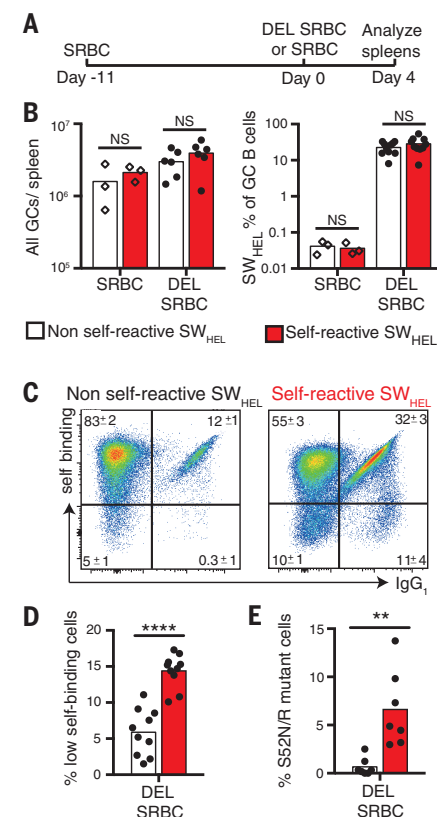 A
SRBC
DEL SRBC
or SRBC
Analyze
spleens
Day -11
Day 0
Day 4
B
All GCs/ spleen
10⁷
10⁶
10⁵
NS
NS
SRBC
DEL
SRBC
SW_HEL % of GC B cells
100
10
1
0.1
0.01
NS
NS
SRBC
DEL
SRBC
Non self-reactive SW_HEL
Self-reactive SW_HEL
C
Non self-reactive SW_HEL
Self-reactive SW_HEL
self binding
83±2
12±1
5±1
0.3±1
55±3
32±3
10±1
11±4
IgG₁
D
% low self-binding cells
20
15
10
5
0
****
DEL
SRBC
E
% S52N/R mutant cells
15
10
5
0
**
DEL
SRBC